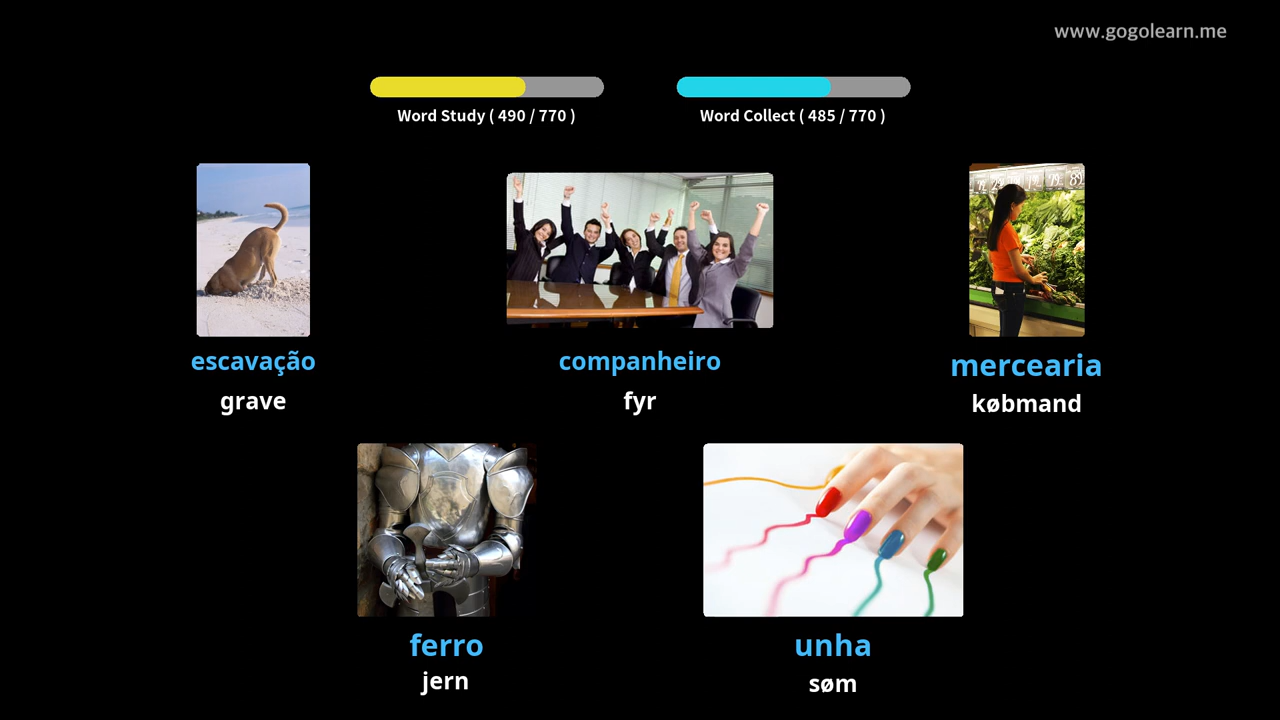 www.gogolearn.me
Word Study ( 490 / 770 )
Word Collect ( 485 / 770 )
escavação
grave
companheiro
fyr
mercearia
købmand
ferro
jern
unha
søm